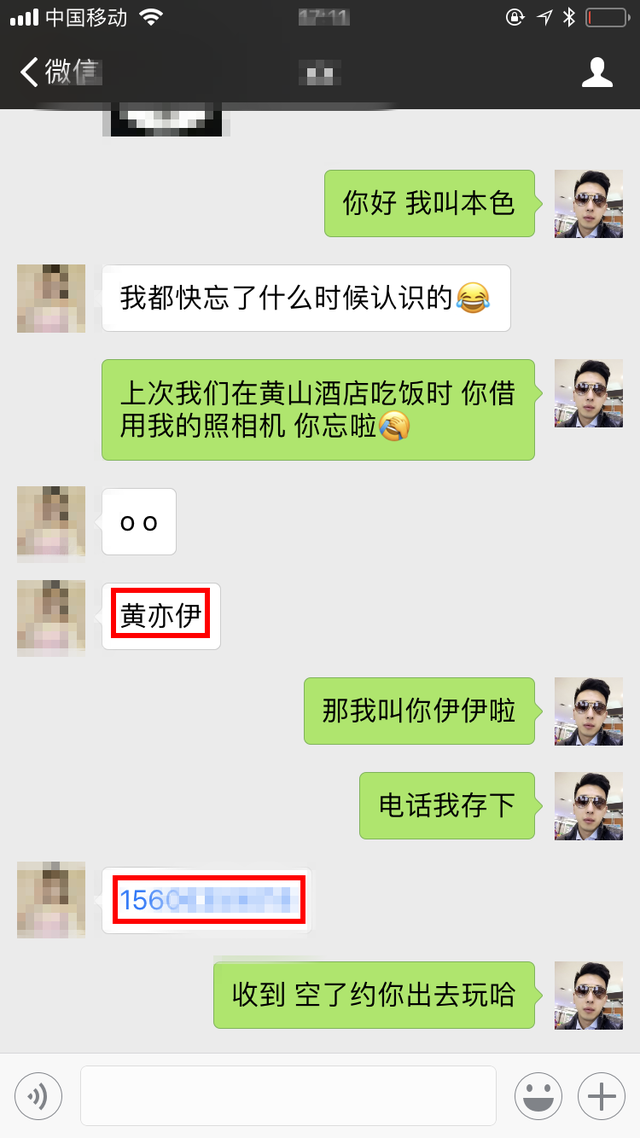 中国移动
17:11
微信
你好 我叫本色
我都快忘了什么时候认识的😂
上次我们在黄山酒店吃饭时 你借
用我的照相机 你忘啦🤣
o o
黄亦伊
那我叫你伊伊啦
电话我存下
1560
收到 空了约你出去玩哈